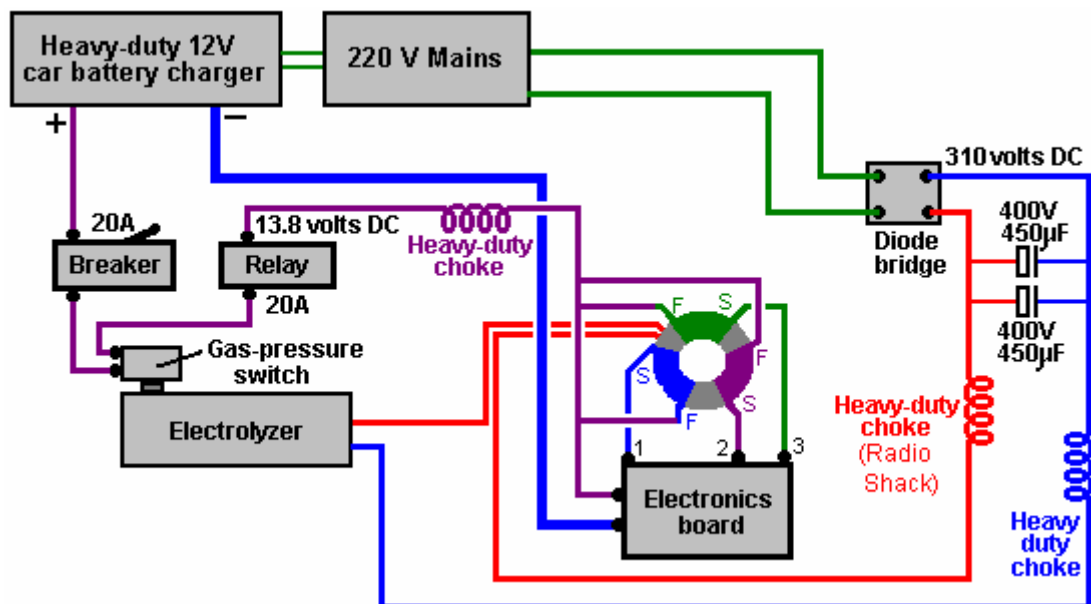 Heavy-duty 12V
car battery charger
220 V Mains
+
−
310 volts DC
20A
13.8 volts DC
Heavy-duty
choke
400V
450µF
Breaker
Relay
Diode
bridge
20A
F
S
400V
450µF
Gas-pressure
switch
S
F
Electrolyzer
F
S
Heavy-duty
choke
(Radio
Shack)
1
2
3
Electronics
board
Heavy
duty
choke